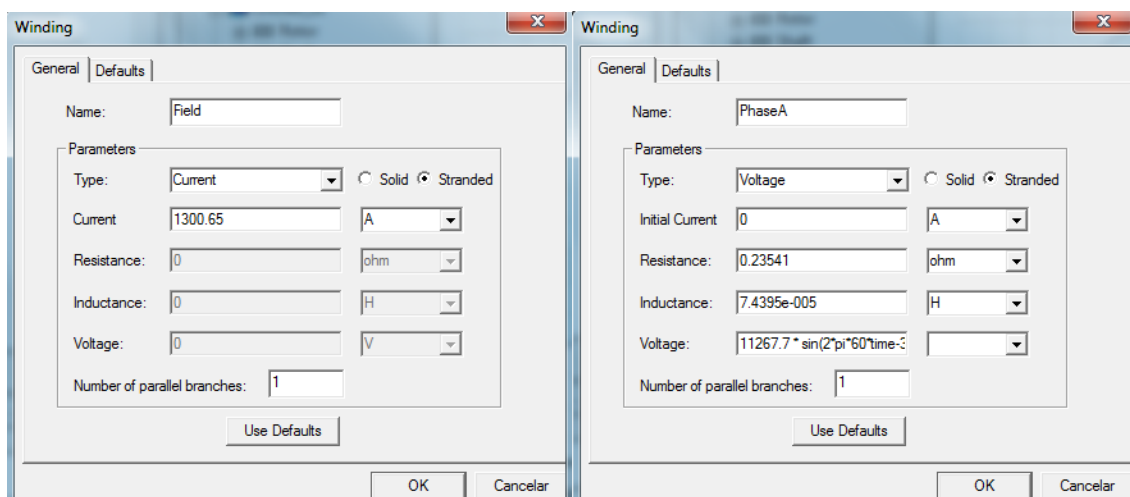 Winding
General Defaults
Name: Field
Parameters
Type: Current Solid Stranded
Current 1300.65 A
Resistance: 0 ohm
Inductance: 0 H
Voltage: 0 V
Number of parallel branches: 1
Use Defaults
OK Cancelar
Winding
General Defaults
Name: PhaseA
Parameters
Type: Voltage Solid Stranded
Initial Current 0 A
Resistance: 0.23541 ohm
Inductance: 7.4395e-005 H
Voltage: 11267.7 * sin(2*pi*60*time-3
Number of parallel branches: 1
Use Defaults
OK Cancelar